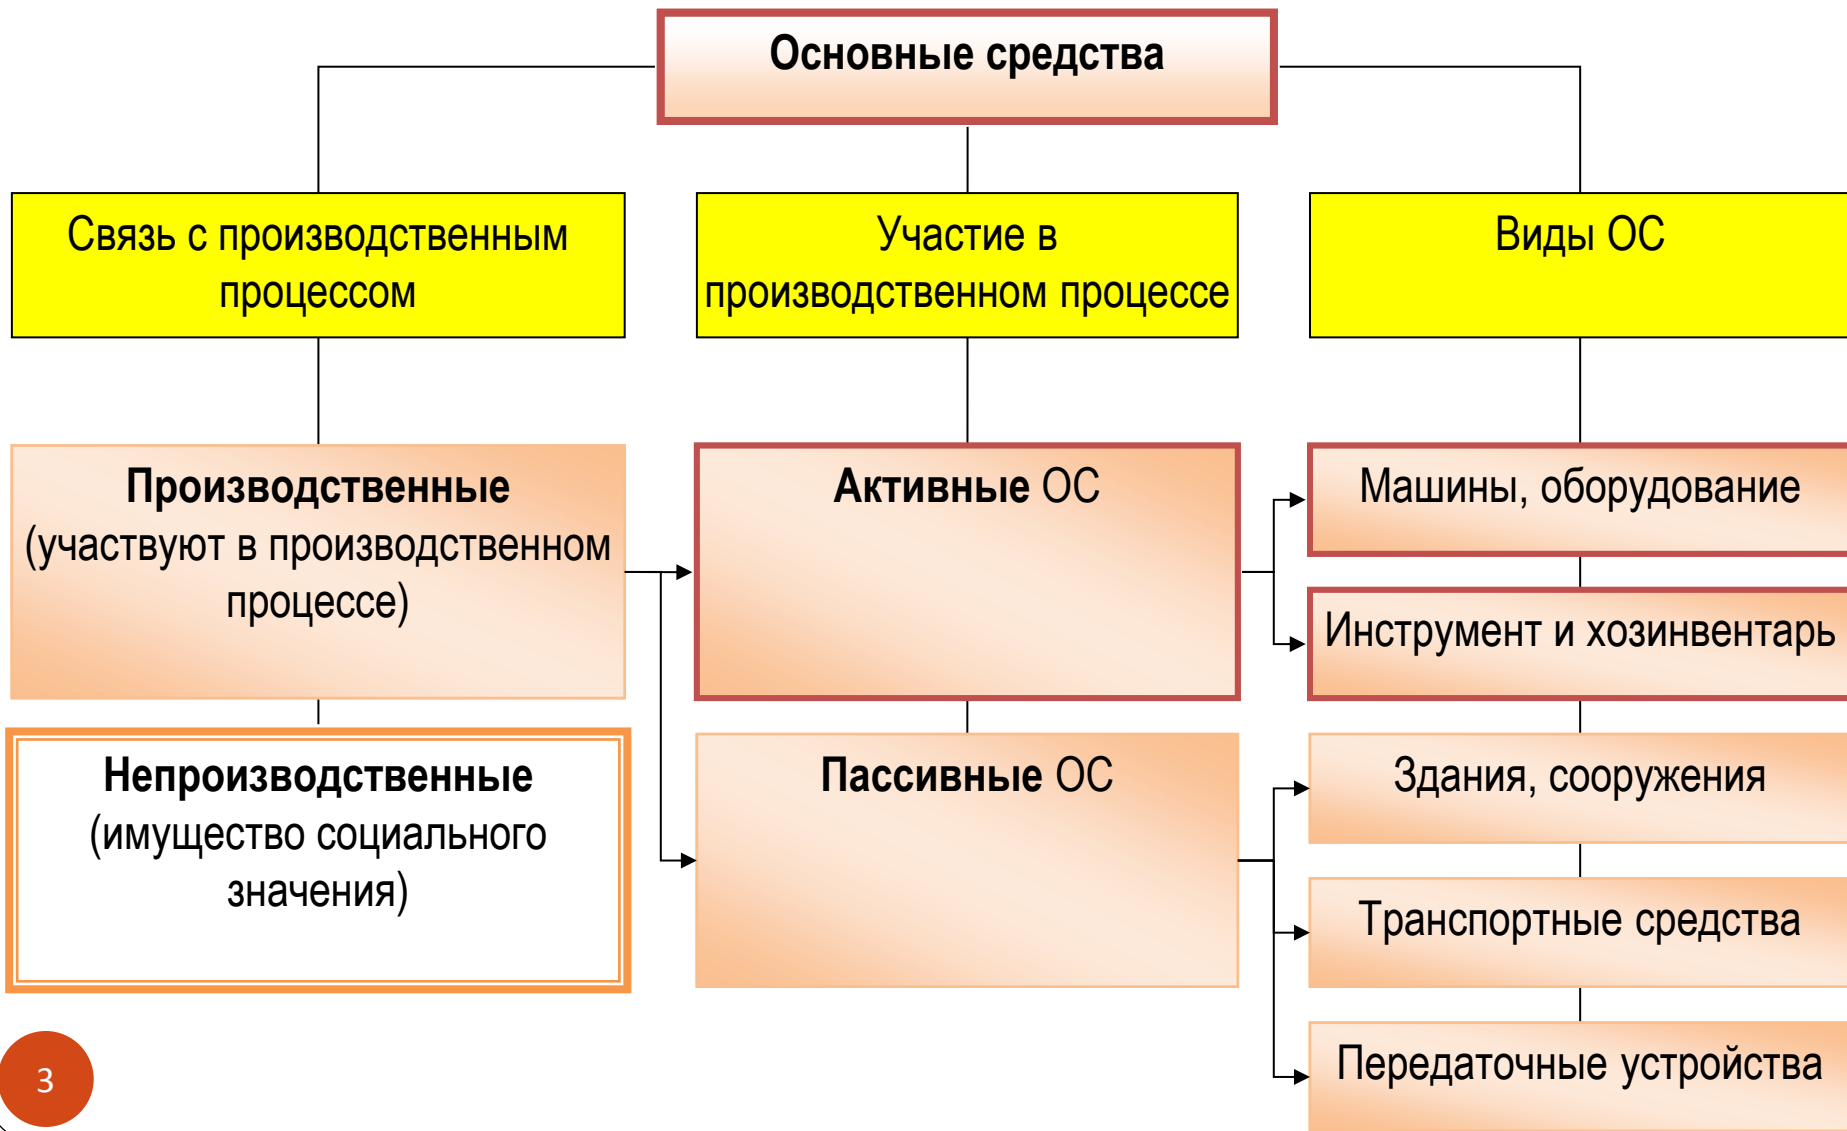 Основные средства
Связь с производственным
процессом
Участие в
производственном процессе
Виды ОС
Производственные
(участвуют в производственном
процессе)
Непроизводственные
(имущество социального
значения)
Активные ОС
Пассивные ОС
Машины, оборудование
Инструмент и хозинвентарь
Здания, сооружения
Транспортные средства
Передаточные устройства
3